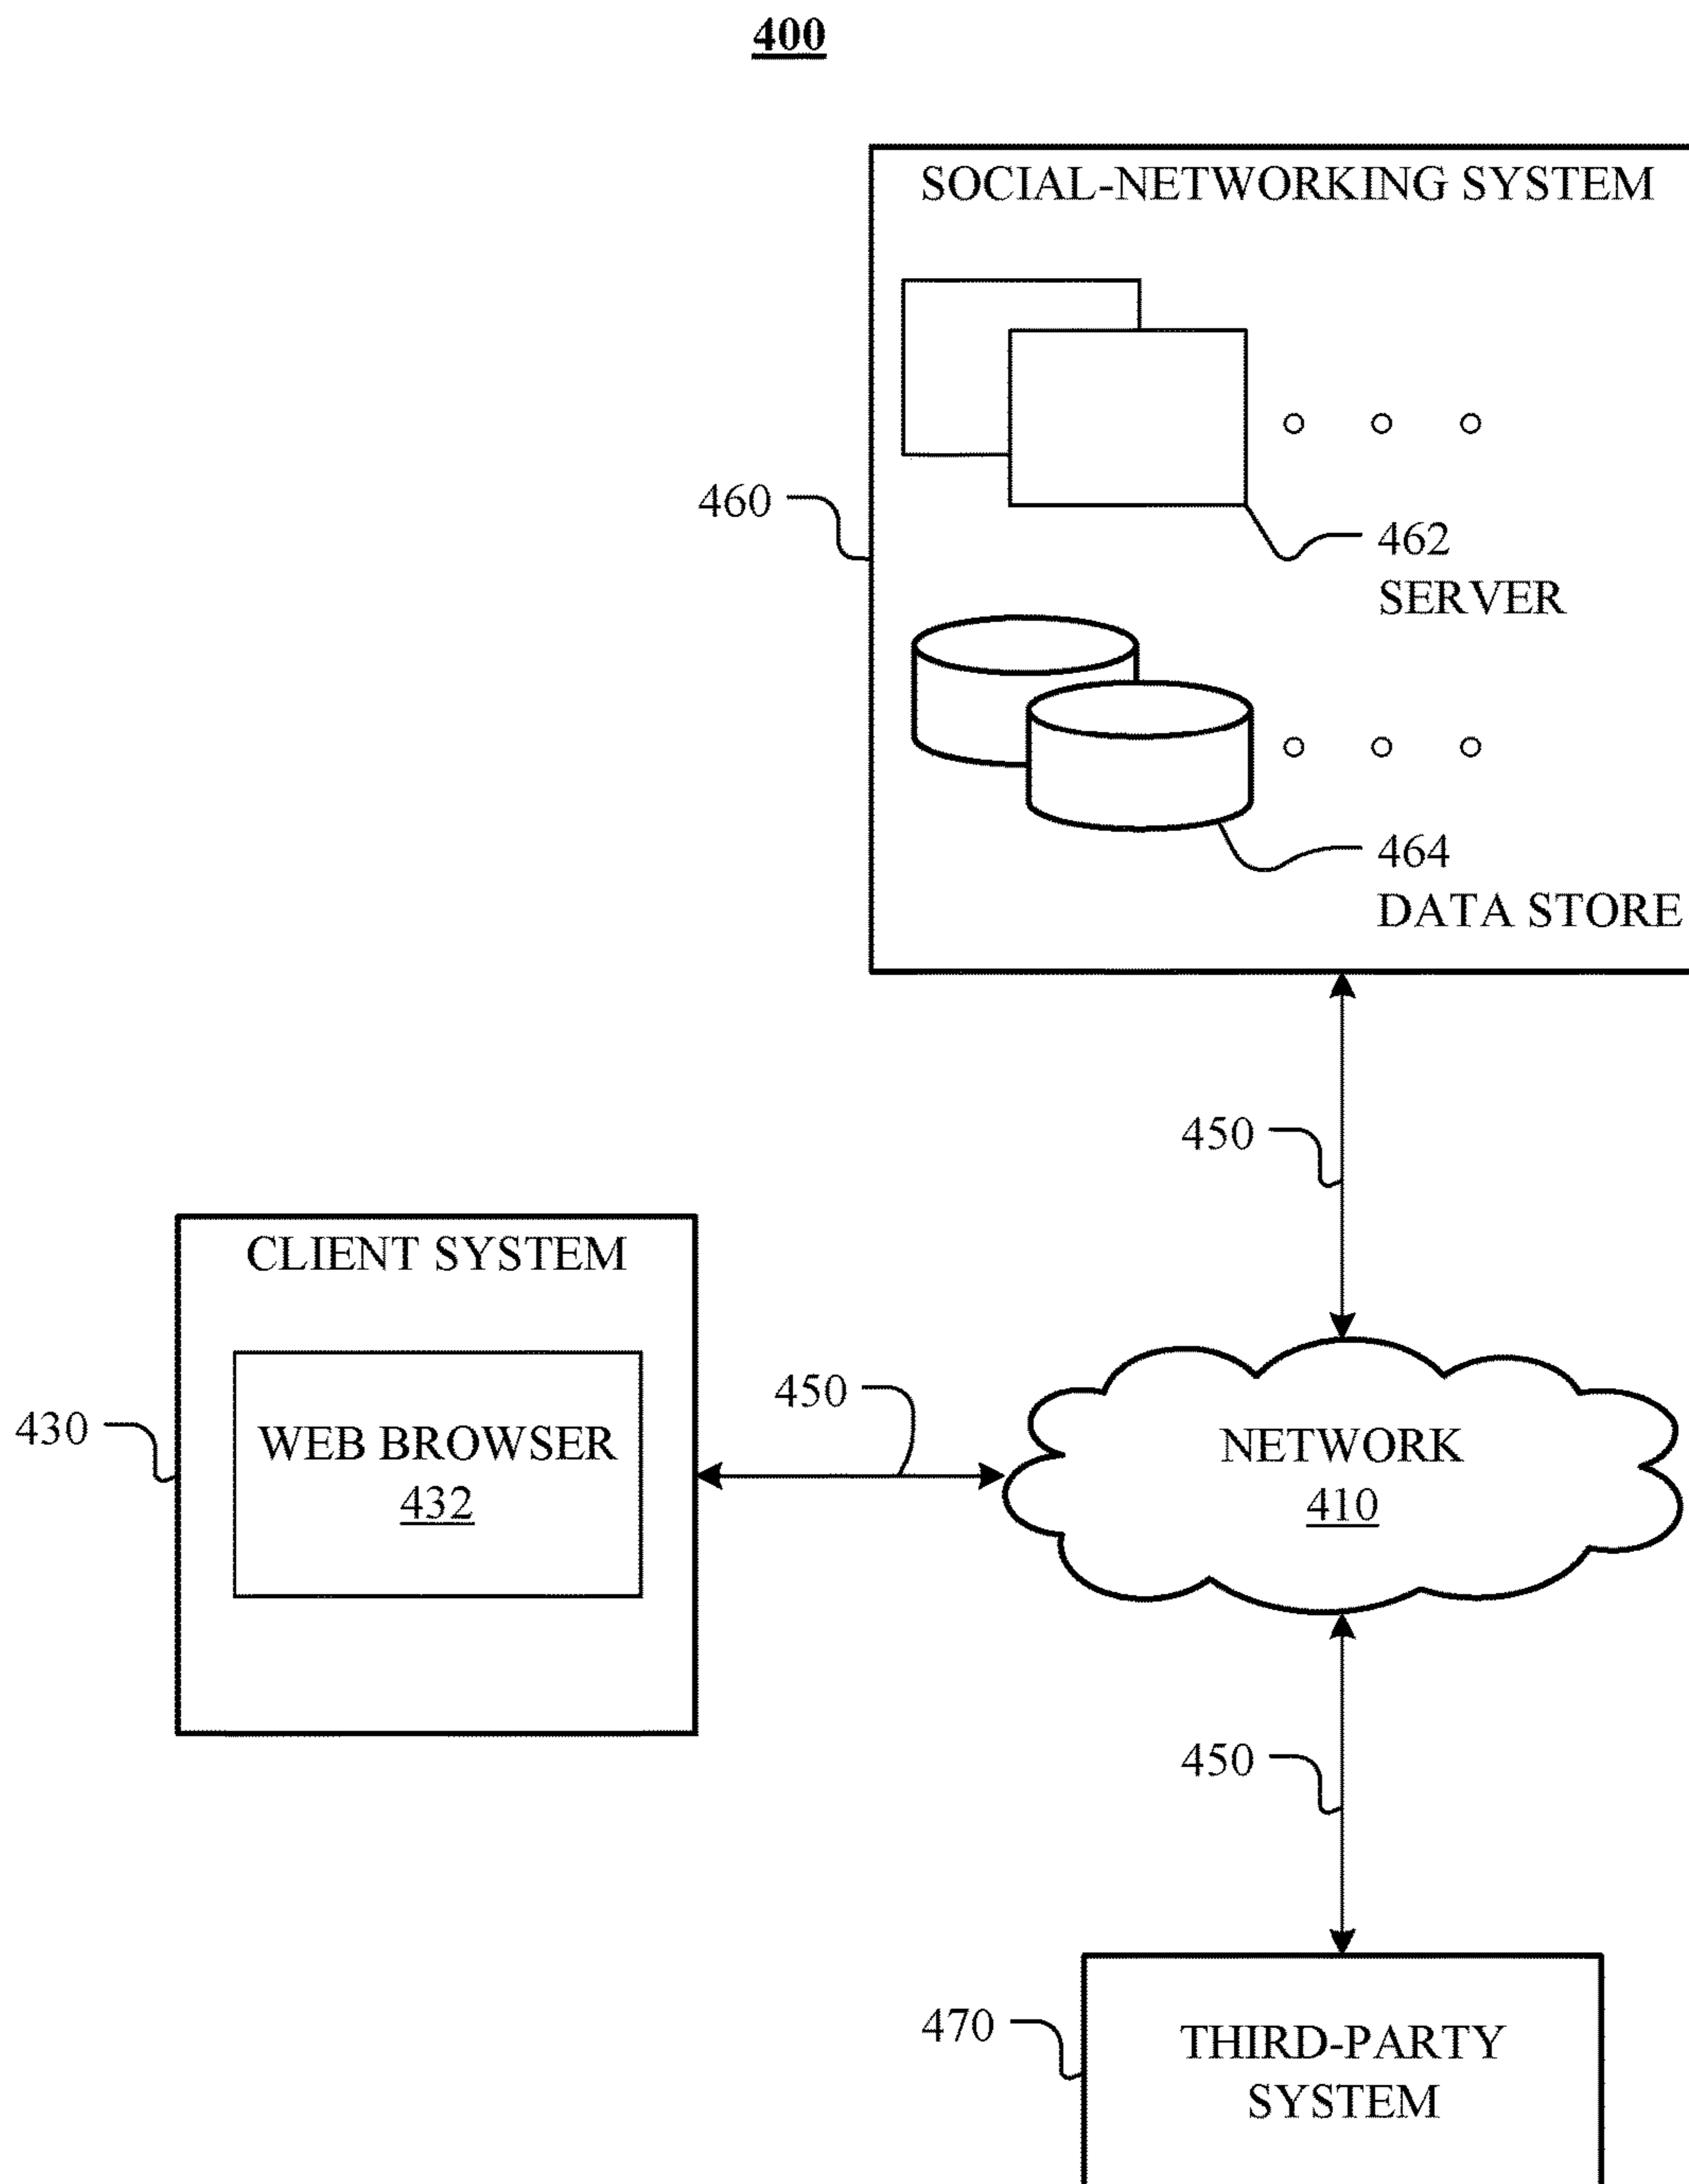 400
SOCIAL-NETWORKING SYSTEM
460
462
SERVER
464
DATA STORE
450
CLIENT SYSTEM
430
WEB BROWSER
432
450
NETWORK
410
450
470
THIRD-PARTY
SYSTEM